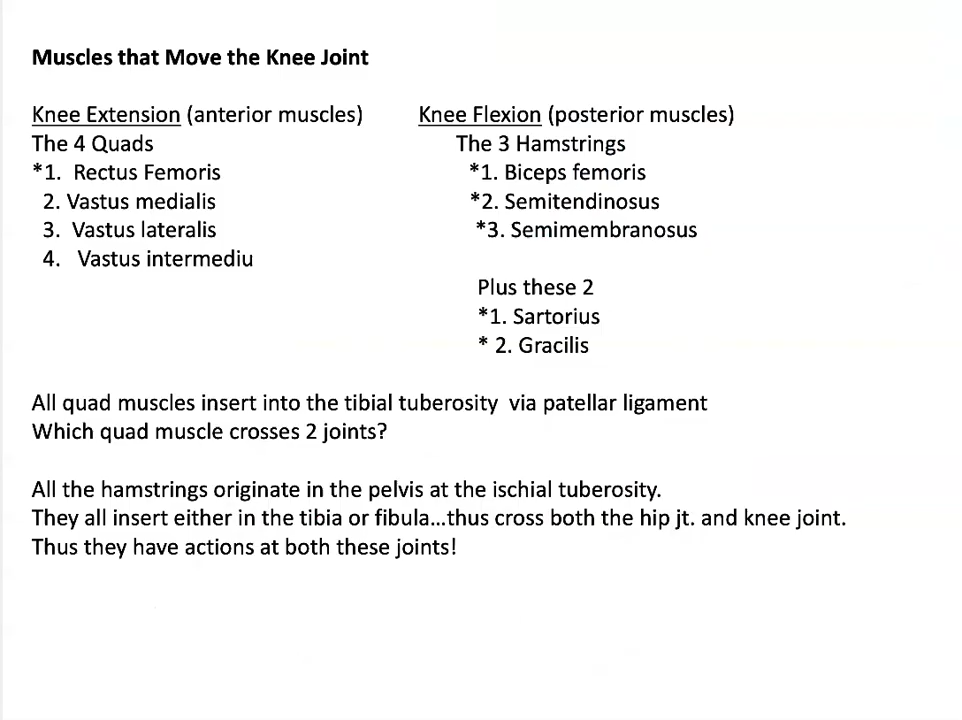 Muscles that Move the Knee Joint
Knee Extension (anterior muscles)
The 4 Quads
*1. Rectus Femoris
2. Vastus medialis
3. Vastus lateralis
4. Vastus intermediu
Knee Flexion (posterior muscles)
The 3 Hamstrings
*1. Biceps femoris
*2. Semitendinosus
*3. Semimembranosus
Plus these 2
*1. Sartorius
* 2. Gracilis
All quad muscles insert into the tibial tuberosity via patellar ligament
Which quad muscle crosses 2 joints?
All the hamstrings originate in the pelvis at the ischial tuberosity.
They all insert either in the tibia or fibula...thus cross both the hip jt. and knee joint.
Thus they have actions at both these joints!